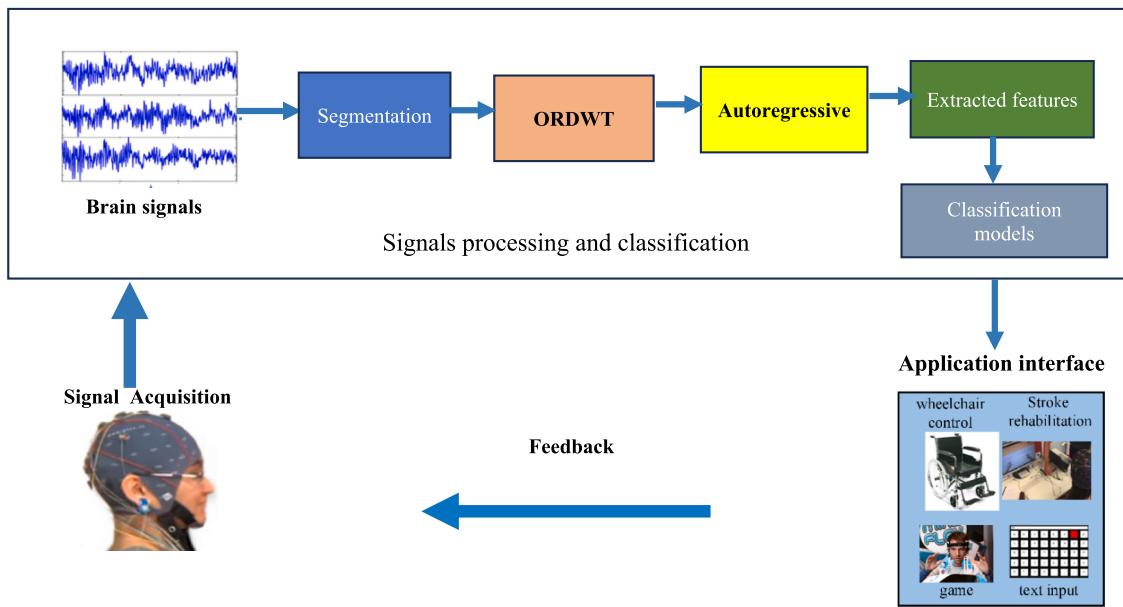 Brain signals
Segmentation
ORDWT
Autoregressive
Extracted features
Classification
models
Signals processing and classification
Signal Acquisition
Feedback
Application interface
wheelchair
control
Stroke
rehabilitation
game
text input